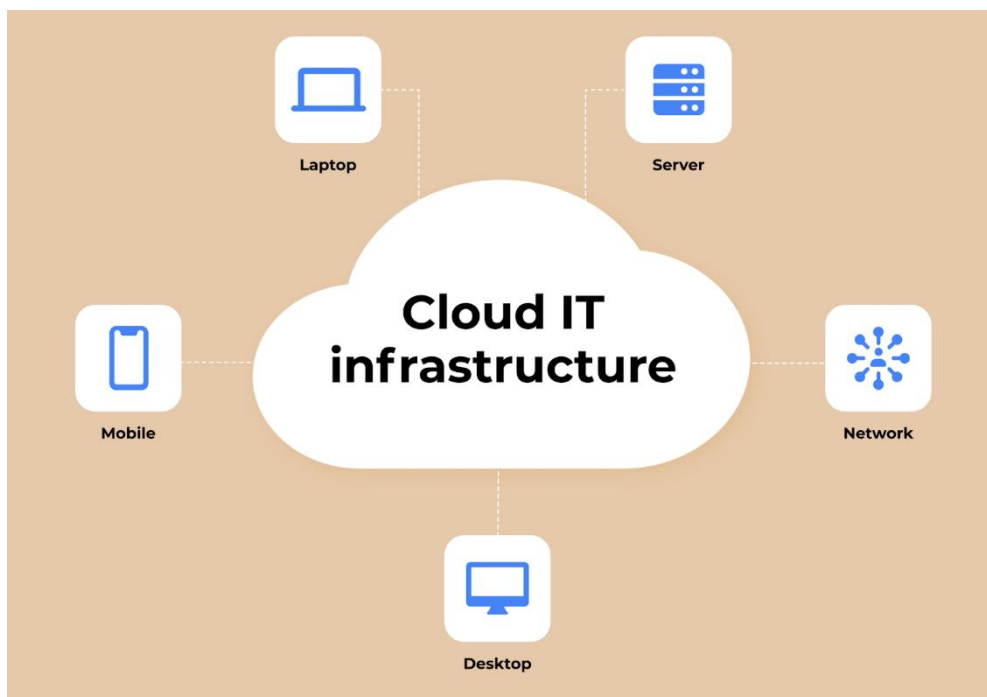 Laptop
Server
Cloud IT
infrastructure
Mobile
Network
Desktop